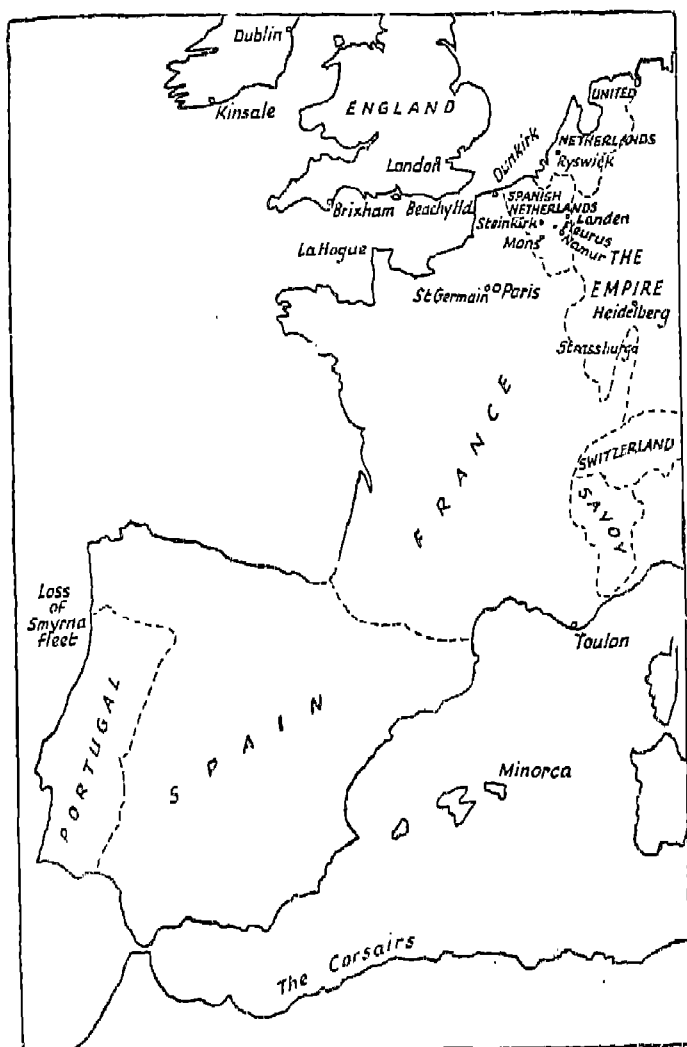 Dublin
Kinsale
ENGLAND
London
Brixham
Beachy Hd.
Dunkirk
UNITED
NETHERLANDS
Ryswick
SPANISH
NETHERLANDS
Steinkirk
Landen
Fleurus
Mons
Namur
THE
EMPIRE
La Hogue
St Germain
Paris
Heidelberg
Strassburg
FRANCE
SWITZERLAND
SAVOY
Loss
of
Smyrna
fleet
Toulon
PORTUGAL
SPAIN
Minorca
The Corsairs